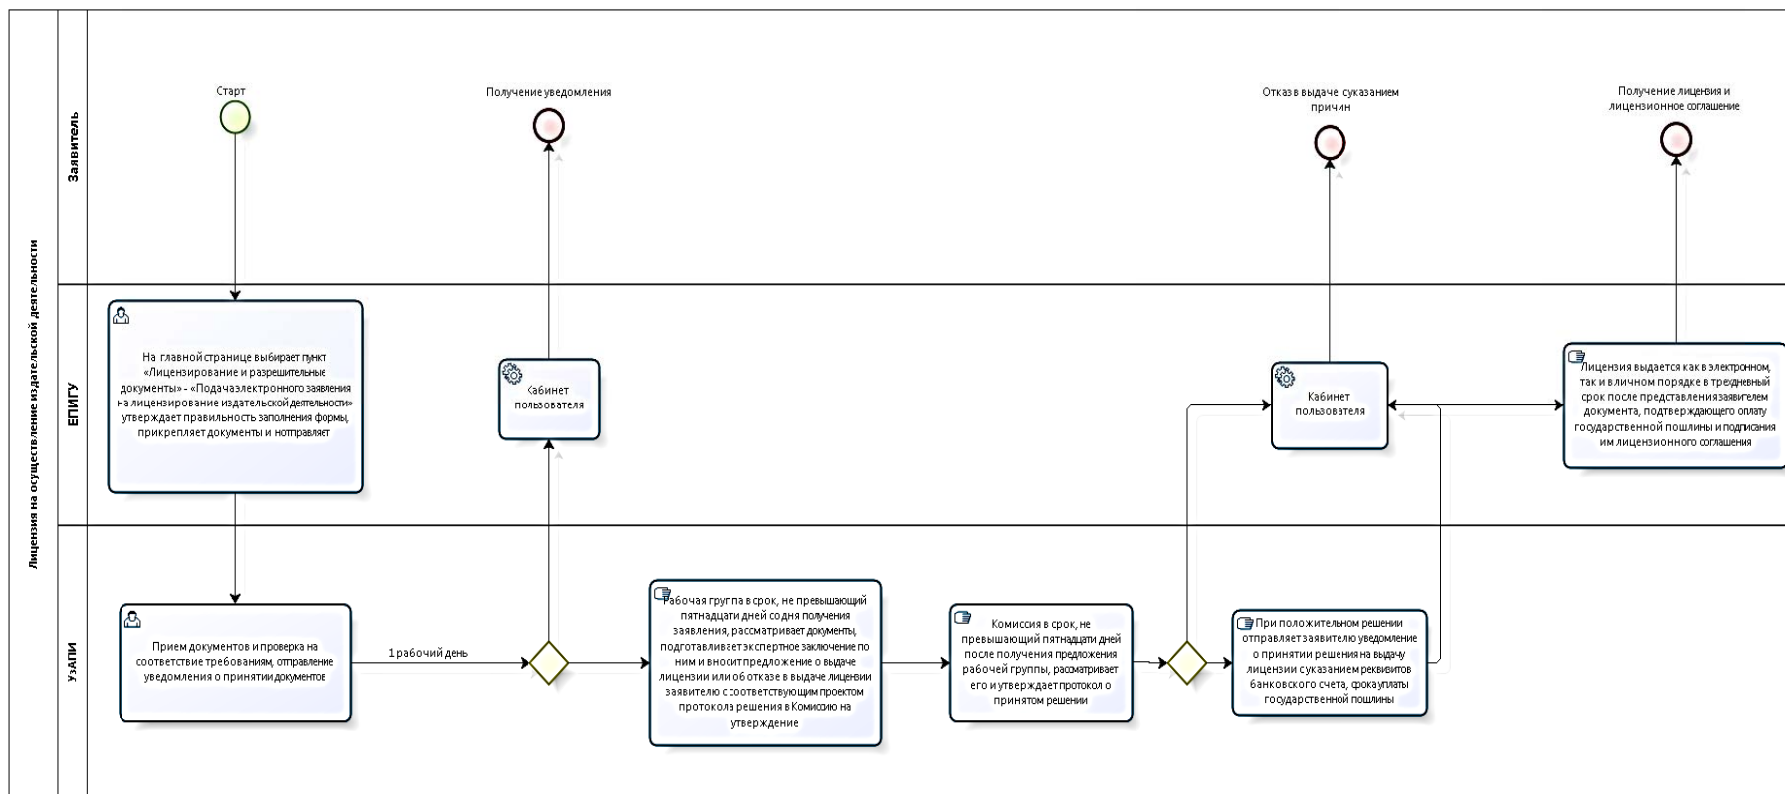 Лицензия на осуществление издательской деятельности
Заявитель
Старт
Получение уведомления
Отказ в выдаче с указанием
причин
Получение лицензия и
лицензионное соглашение
ЕПИГУ
На главной странице выбирает пункт
«Лицензирование и разрешительные
документы» - «Подача электронного заявления
на лицензирование издательской деятельности»
утверждает правильность заполнения формы,
прикрепляет документы и нотправляет
Кабинет
пользователя
Кабинет
пользователя
Лицензия выдается как в электронном,
так и в личном порядке в трехдневный
срок после представления заявителем
документа, подтверждающего оплату
государственной пошлины и подписания
им лицензионного соглашения
УзАПИ
Прием документов и проверка на
соответствие требованиям, отправление
уведомления о принятии документов
1 рабочий день
Рабочая группа в срок, не превышающий
пятнадцати дней со дня получения
заявления, рассматривает документы,
подготавливает экспертное заключение по
ним и вносит предложение о выдаче
лицензии или об отказе в выдаче лицензии
заявителю с соответствующим проектом
протокола решения в Комиссию на
утверждение
Комиссия в срок, не
превышающий пятнадцати дней
после получения предложения
рабочей группы, рассматривает
его и утверждает протокол о
принятом решении
При положительном решении
отправляет заявителю уведомление
о принятии решения на выдачу
лицензии с указанием реквизитов
банковского счета, срока уплаты
государственной пошлины